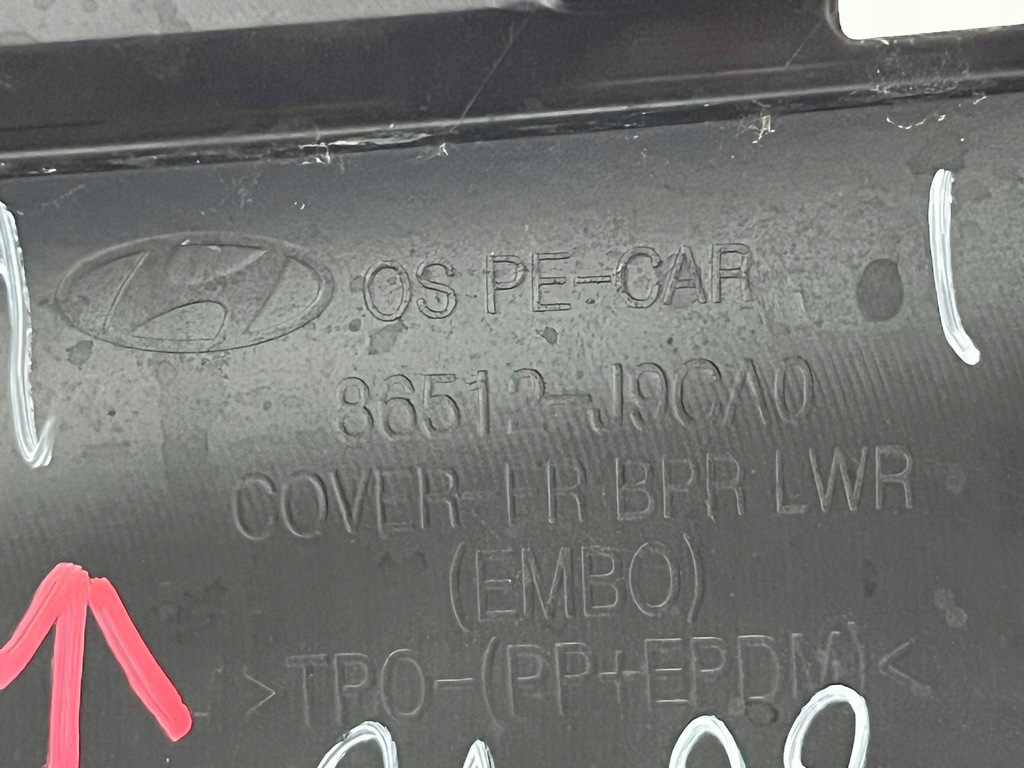 OS PE-CAR
86512-J9CA0
COVER-FR BPR LWR
(EMBO)
>TPO-(PP+EPDM)<